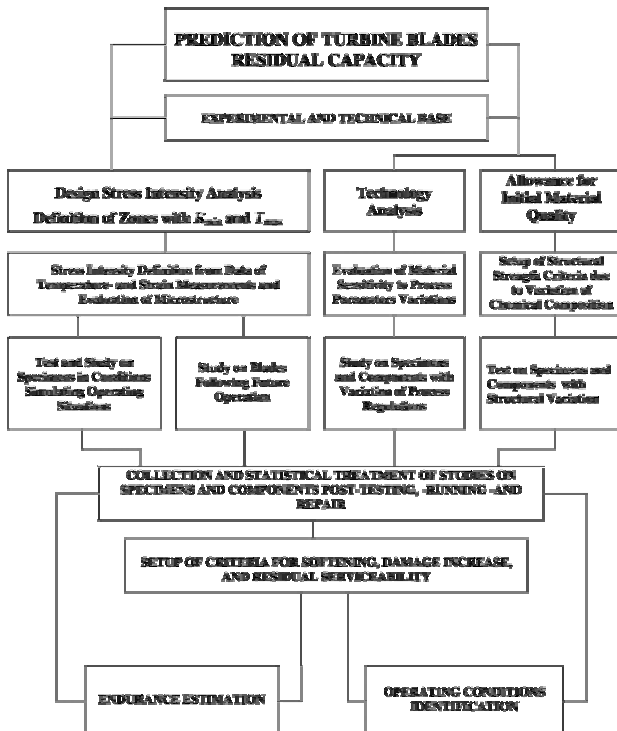 PREDICTION OF TURBINE BLADES
RESIDUAL CAPACITY
EXPERIMENTAL AND TECHNICAL BASE
Design Stress Intensity Analysis
Definition of Zones with and
Technology
Analysis
Allowance for
Initial Material
Quality
Stress Intensity Definition from Data of
Temperature- and Strain Measurements and
Evaluation of Microstructure
Evaluation of Material
Sensitivity to Process
Parameters Variations
Setup of Structural
Strength Criteria due
to Variation of
Chemical Composition
Test and Study on
Specimens in Conditions
Simulating Operating
Situations
Study on Blades
Following Future
Operation
Study on Specimens
and Components with
Variation of Process
Regulations
Test on Specimens and
Components with
Structural Variation
COLLECTION AND STATISTICAL TREATMENT OF STUDIES ON
SPECIMENS AND COMPONENTS POST-TESTING, -RUNNING -AND
REPAIR
SETUP OF CRITERIA FOR SOFTENING, DAMAGE INCREASE,
AND RESIDUAL SERVICEABILITY
ENDURANCE ESTIMATION
OPERATING CONDITIONS
IDENTIFICATION